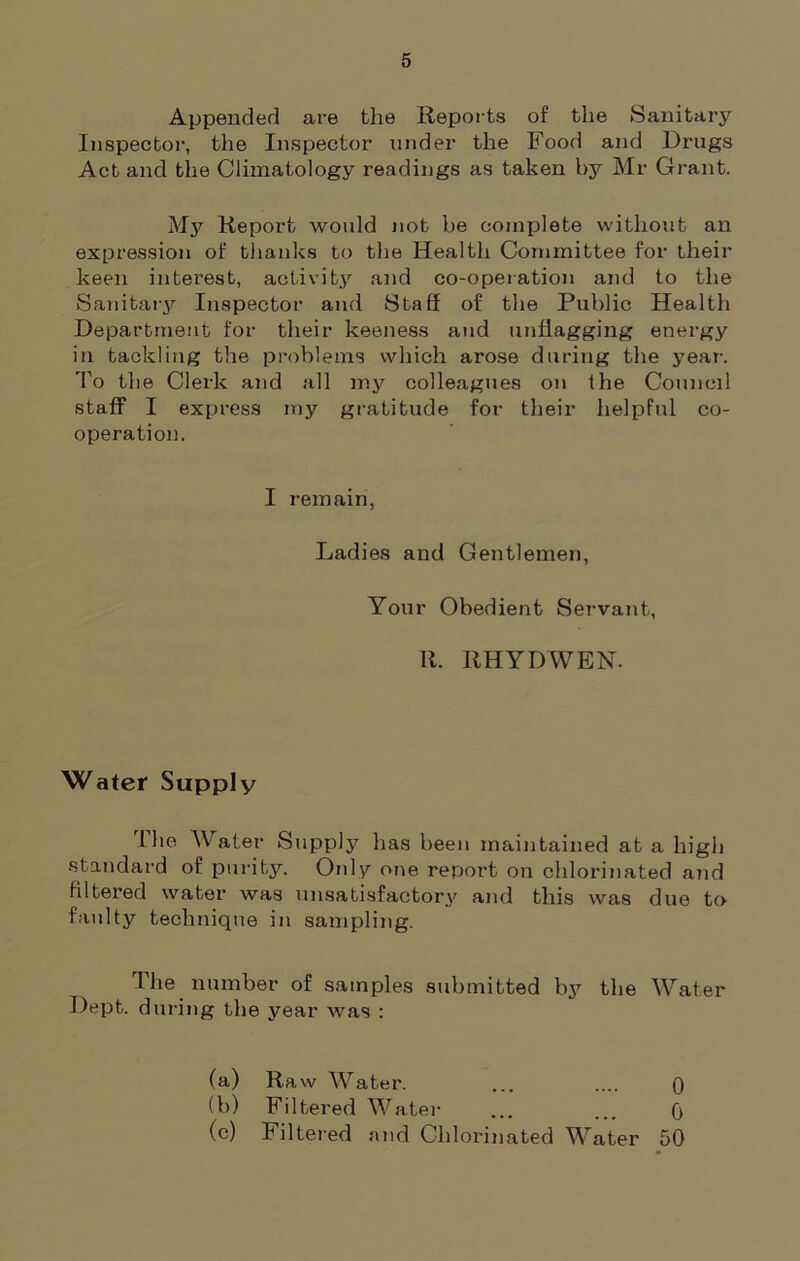 5
Appended are the Reports of the Sanitary
Inspector, the Inspector under the Food and Drugs
Act and the Climatology readings as taken by Mr Grant.
My Report would not be complete without an
expression of thanks to the Health Committee for their
keen interest, activity and co-operation and to the
Sanitary Inspector and Staff of the Public Health
Department for their keeness and unflagging energy
in tackling the problems which arose during the year.
To the Clerk and all my colleagues on the Council
staff I express my gratitude for their helpful co-
operation.
I remain,
Ladies and Gentlemen,
Your Obedient Servant,
R. RHYDWEN.
Water Supply
The Water Supply has been maintained at a high
standard of purity. Only one report on chlorinated and
filtered water was unsatisfactory and this was due to
faulty technique in sampling.
The number of samples submitted by the Water
Dept. during the year was :
(a) Raw Water. ... .... 0
(b) Filtered Water ... ... 0
(c) Filtered and Chlorinated Water 50